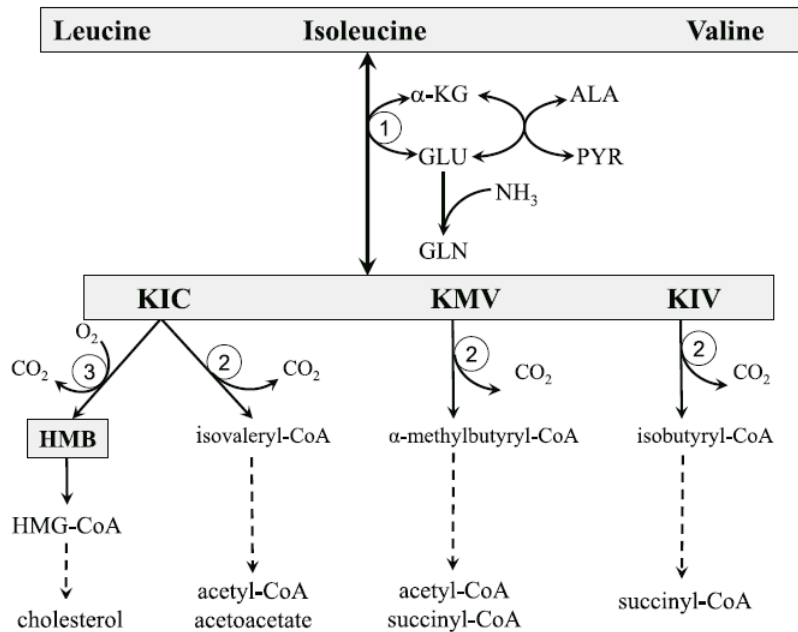 Leucine Isoleucine Valine
α-KG ALA
1
GLU PYR
NH₃
GLN
KIC KMV KIV
O₂
CO₂ 3 2 CO₂ 2 CO₂ 2 CO₂
HMB isovaleryl-CoA α-methylbutyryl-CoA isobutyryl-CoA
HMG-CoA
acetyl-CoA acetyl-CoA succinyl-CoA
cholesterol acetoacetate succinyl-CoA